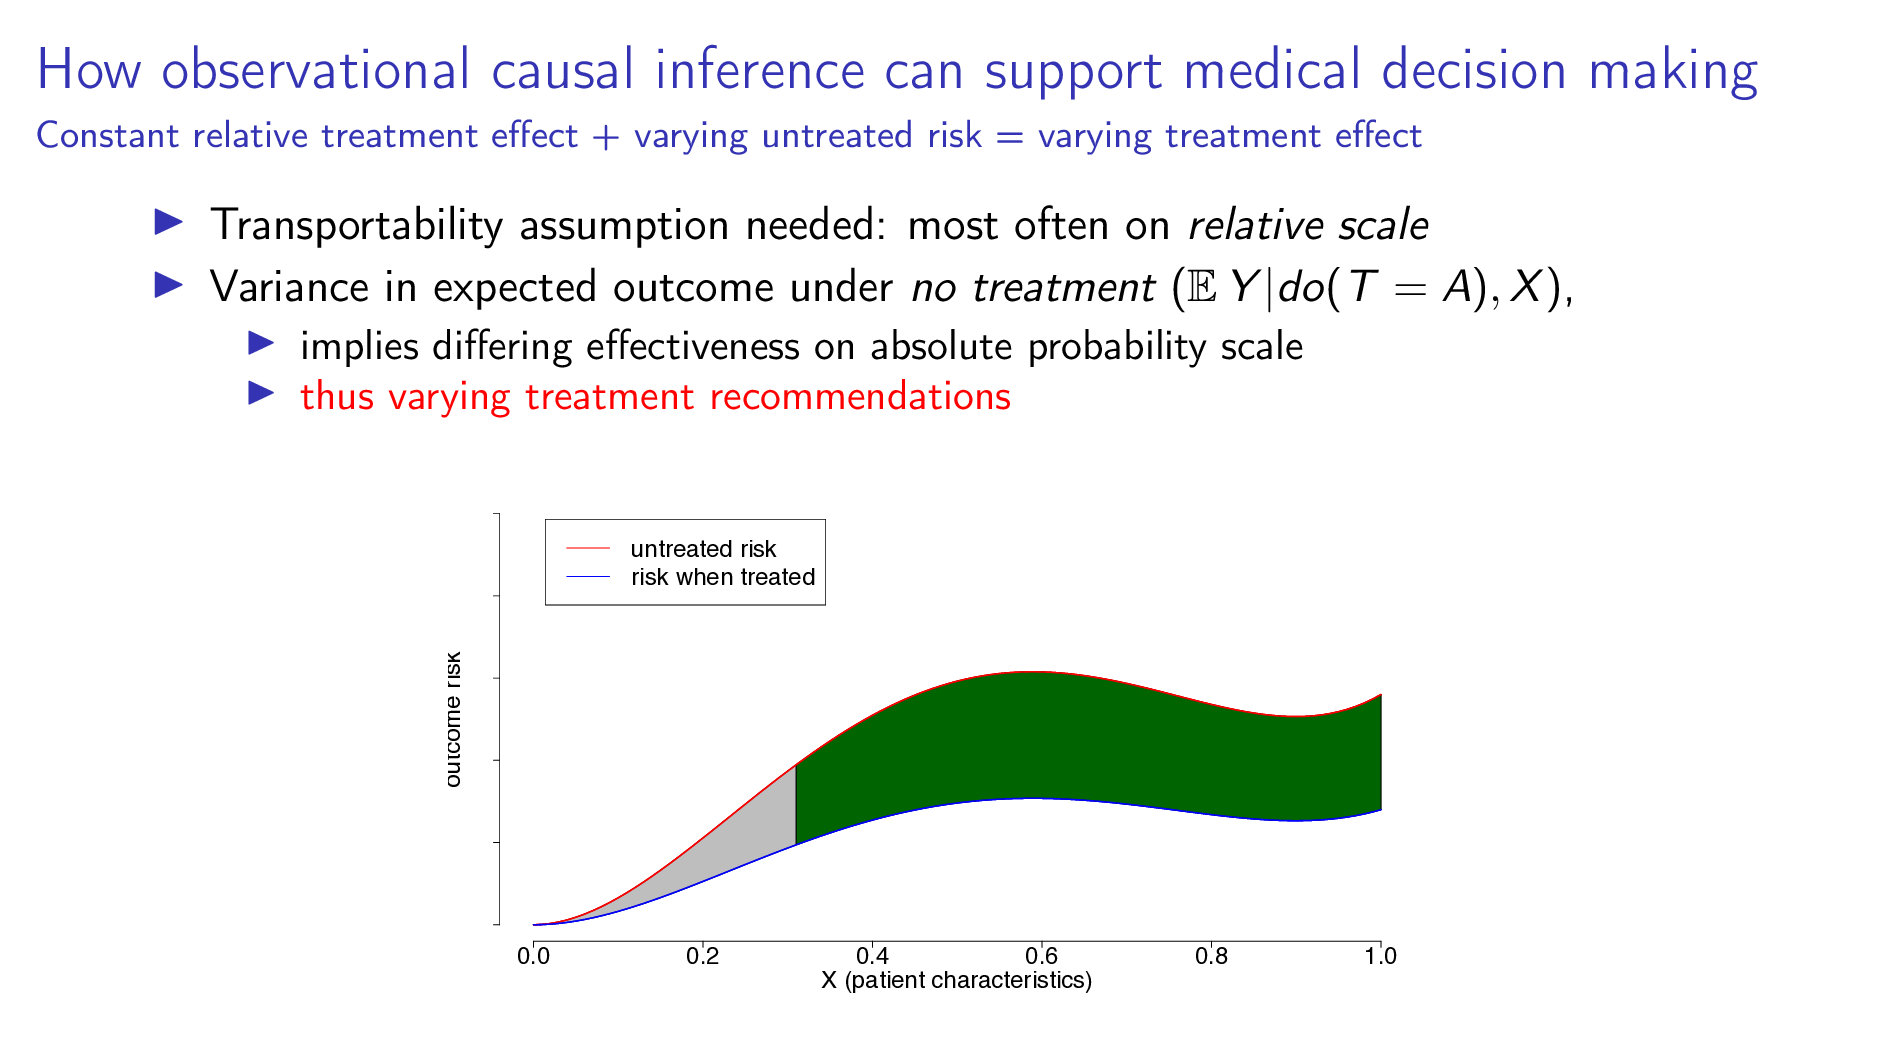 How observational causal inference can support medical decision making
Constant relative treatment effect + varying untreated risk = varying treatment effect
▶ Transportability assumption needed: most often on relative scale
▶ Variance in expected outcome under no treatment (𝔼 Y|do(T = A), X),
▶ implies differing effectiveness on absolute probability scale
▶ thus varying treatment recommendations
untreated risk
risk when treated
outcome risk
0.0 0.2 0.4 0.6 0.8 1.0
X (patient characteristics)